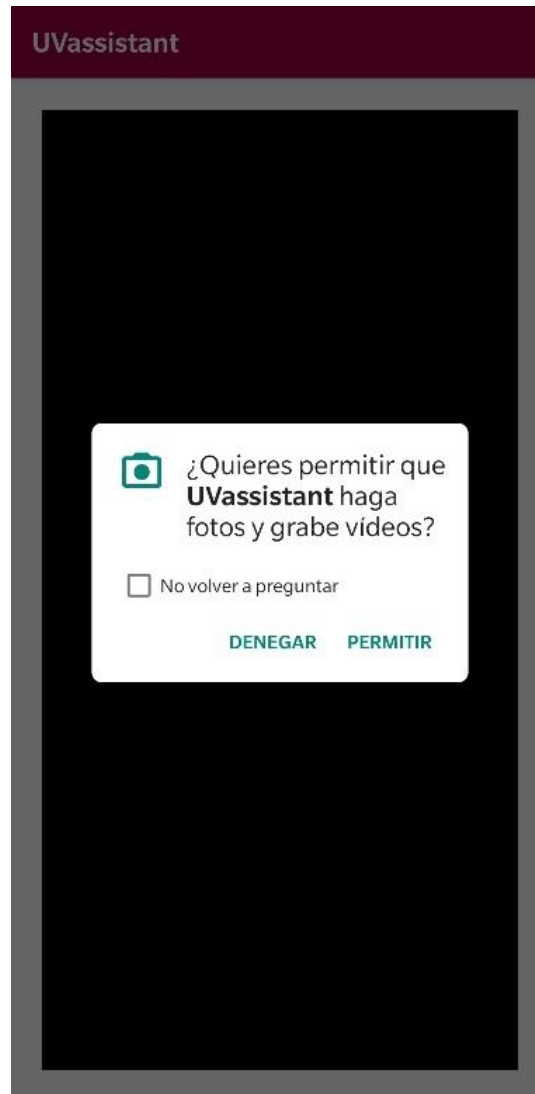 UVassistant
¿Quieres permitir que
UVassistant haga
fotos y grabe vídeos?
No volver a preguntar
DENEGAR PERMITIR